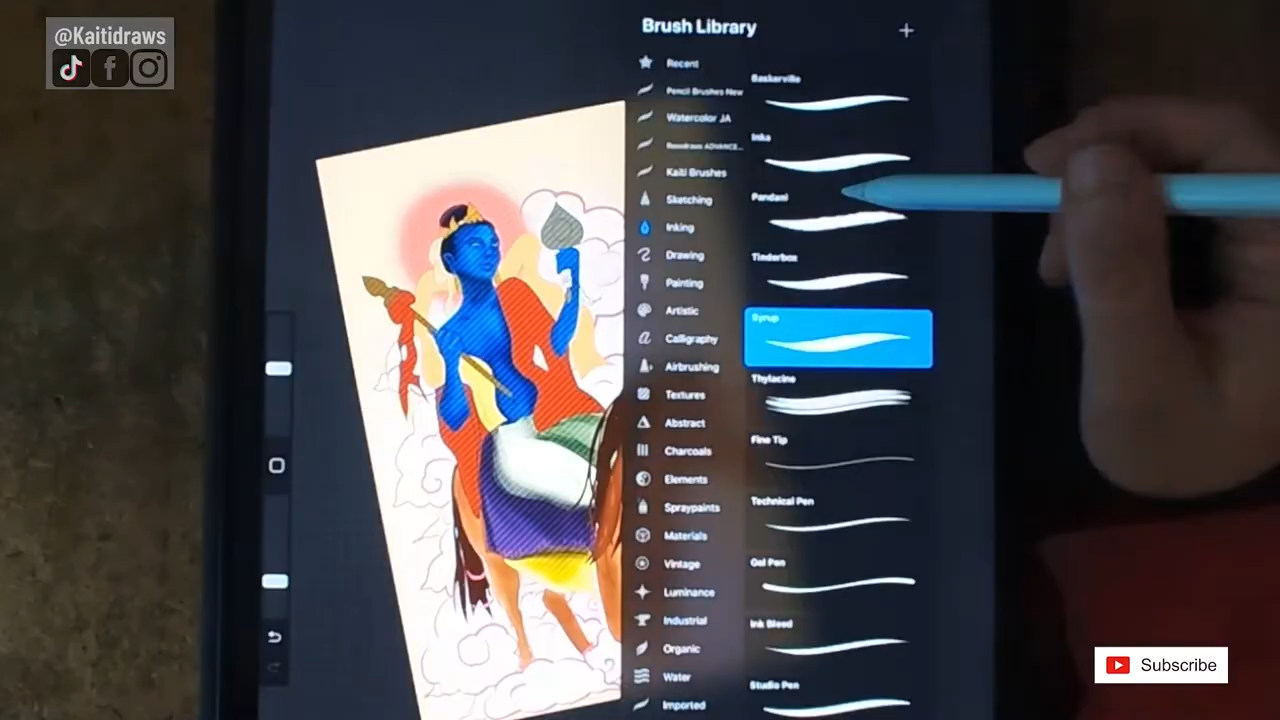 @Kaitidraws
Brush Library
Recent
Pencil Brushes New
Watercolor JA
Kaiti Brushes
Sketching
Inking
Drawing
Painting
Artistic
Calligraphy
Airbrushing
Textures
Abstract
Charcoals
Elements
Spraypaints
Materials
Vintage
Luminance
Industrial
Organic
Water
Imported
Baskerville
Inka
Pandani
Tinderbox
Syrup
Thylacine
Fine Tip
Technical Pen
Gel Pen
Ink Bleed
Studio Pen
Subscribe